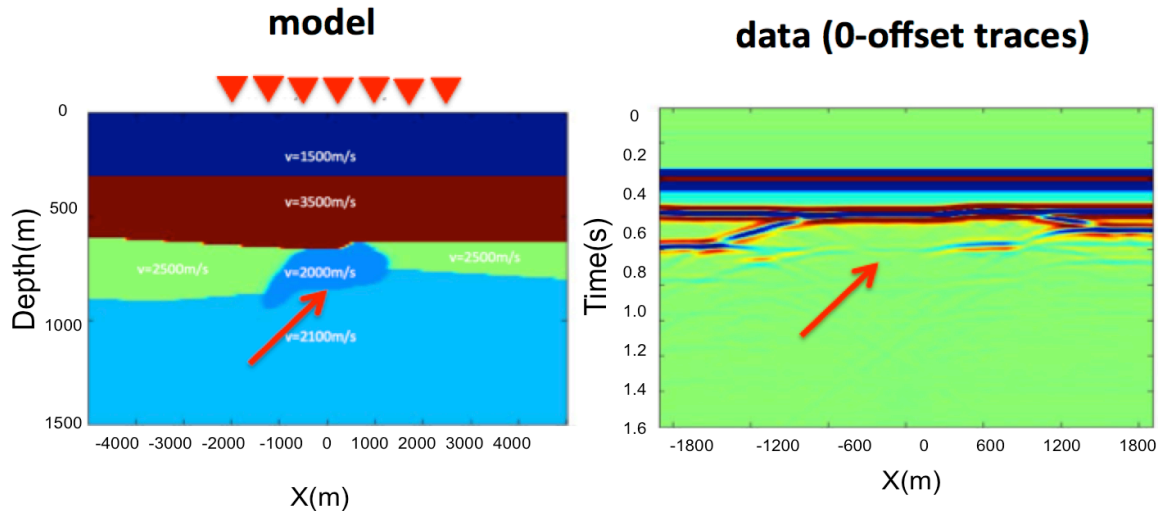 model
data (0-offset traces)
0
500
1000
1500
Depth(m)
v=1500m/s
v=3500m/s
v=2500m/s
v=2000m/s
v=2500m/s
v=2100m/s
-4000 -3000 -2000 -1000 0 1000 2000 3000 4000
X(m)
0
0.2
0.4
0.6
0.8
1.0
1.2
1.4
1.6
Time(s)
-1800 -1200 -600 0 600 1200 1800
X(m)